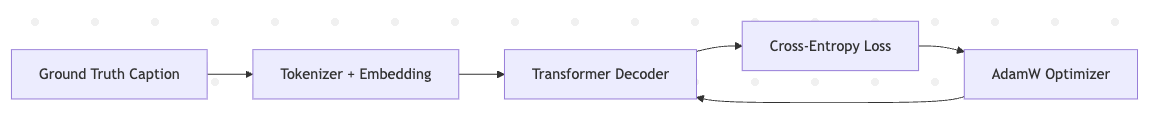 Ground Truth Caption
Tokenizer + Embedding
Transformer Decoder
Cross-Entropy Loss
AdamW Optimizer